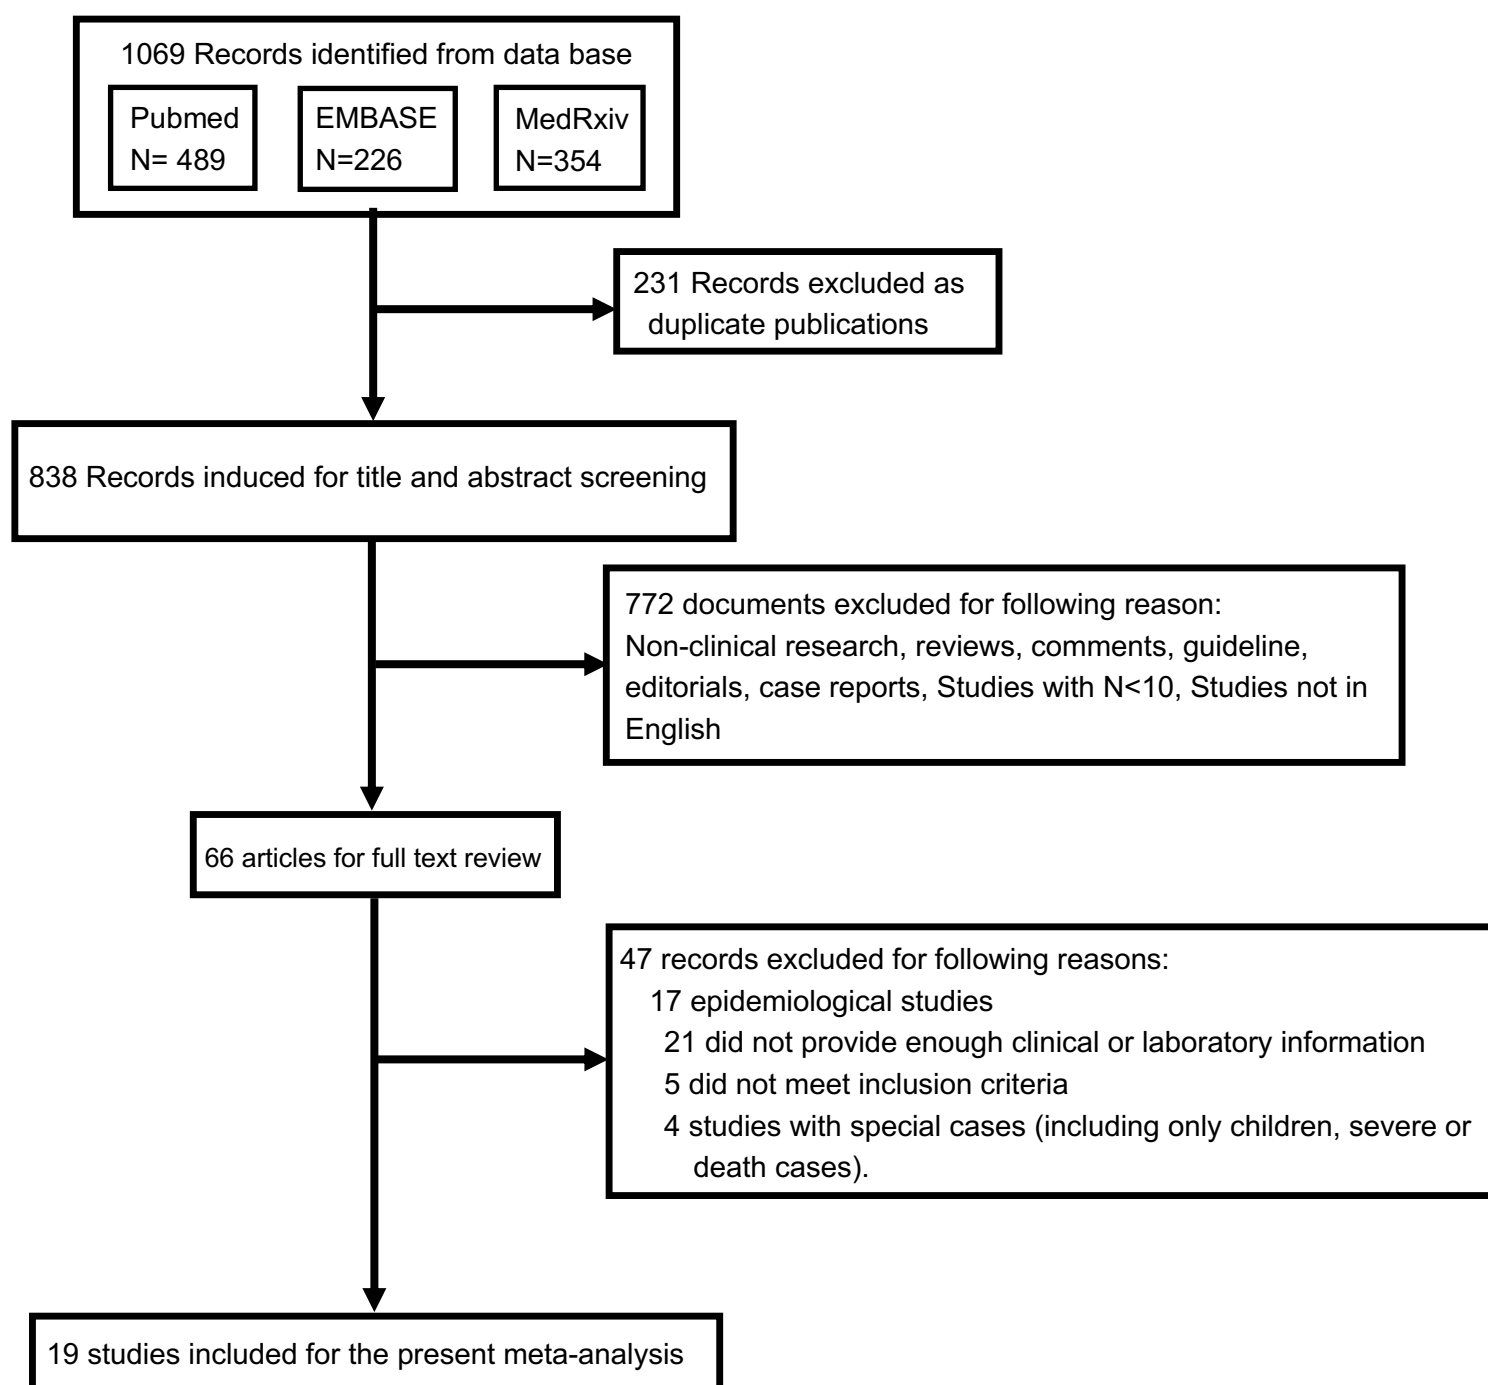 1069 Records identified from data base
Pubmed
N= 489
EMBASE
N=226
MedRxiv
N=354
231 Records excluded as
duplicate publications
838 Records induced for title and abstract screening
772 documents excluded for following reason:
Non-clinical research, reviews, comments, guideline,
editorials, case reports, Studies with N<10, Studies not in
English
66 articles for full text review
47 records excluded for following reasons:
17 epidemiological studies
21 did not provide enough clinical or laboratory information
5 did not meet inclusion criteria
4 studies with special cases (including only children, severe or
death cases).
19 studies included for the present meta-analysis